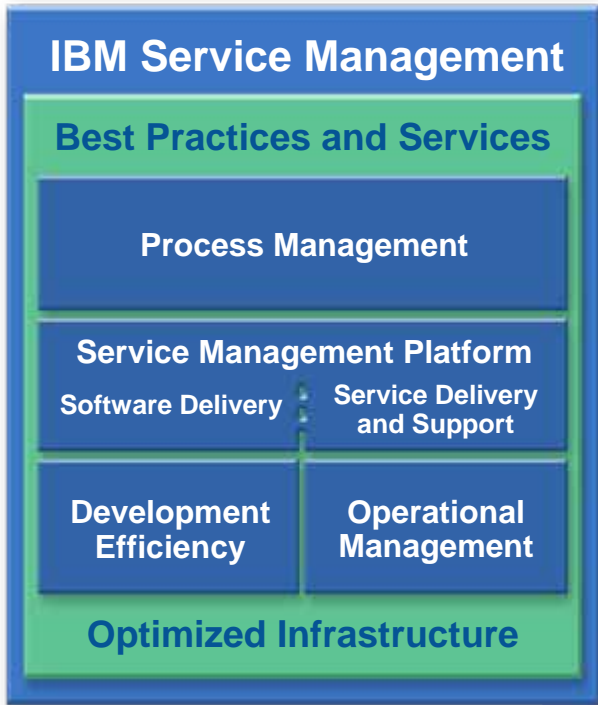 IBM Service Management
Best Practices and Services
Process Management
Service Management Platform
Software Delivery
Service Delivery
and Support
Development
Efficiency
Operational
Management
Optimized Infrastructure